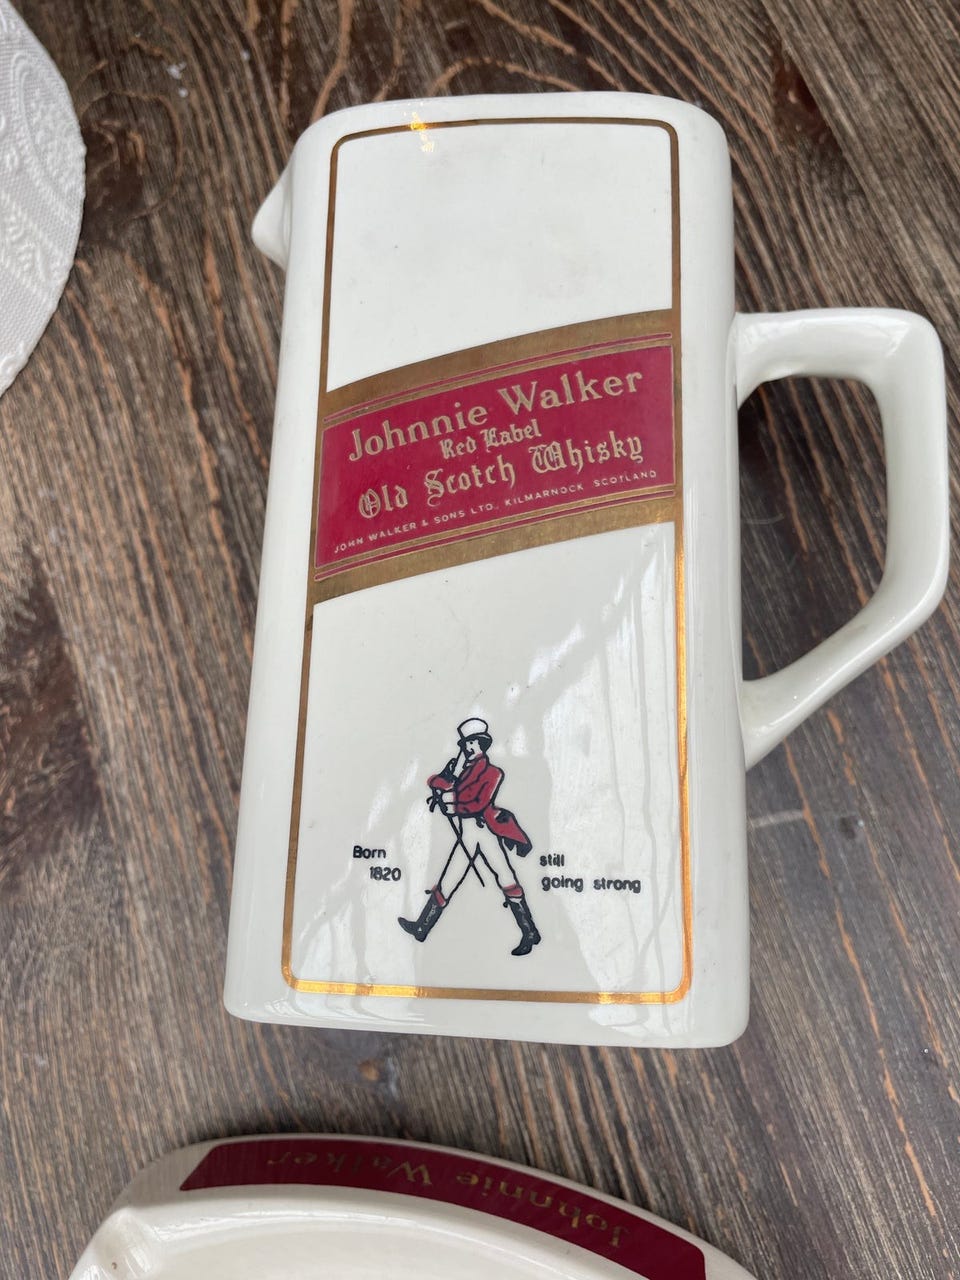 Johnnie Walker
Red Label
Old Scotch Whisky
JOHN WALKER & SONS LTD., KILMARNOCK SCOTLAND
Born
1820
still
going strong
Johnnie Walker